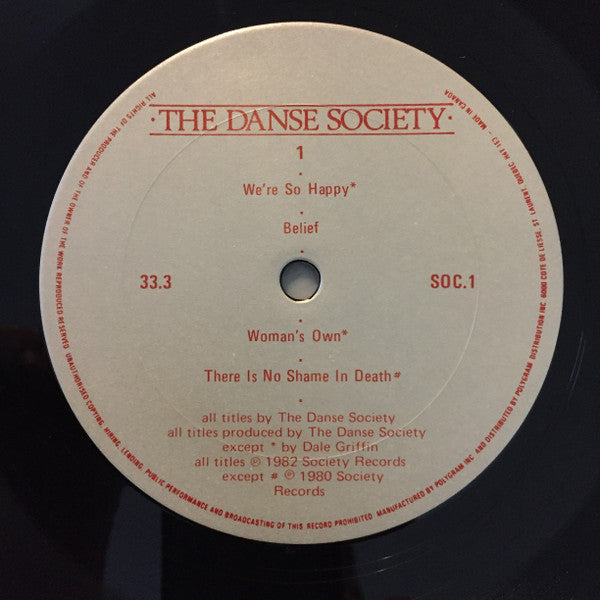 ·THE DANSE SOCIETY·
1
We're So Happy*
Belief
33.3
SOC.1
Woman's Own*
There Is No Shame In Death#
all titles by The Danse Society
all titles produced by The Danse Society
except * by Dale Griffin
all titles ℗ 1982 Society Records
except # ℗ 1980 Society
Records
ALL RIGHTS OF THE PRODUCER AND OF THE OWNER OF THE WORK REPRODUCED RESERVED. UNAUTHORISED COPYING, HIRING, LENDING, PUBLIC PERFORMANCE AND BROADCASTING OF THIS RECORD PROHIBITED. MANUFACTURED BY POLYGRAM INC AND DISTRIBUTED BY POLYGRAM DISTRIBUTION INC 6000 COTE DE LIESSE, ST LAURENT, QUEBEC H4T 1E3 - MADE IN CANADA